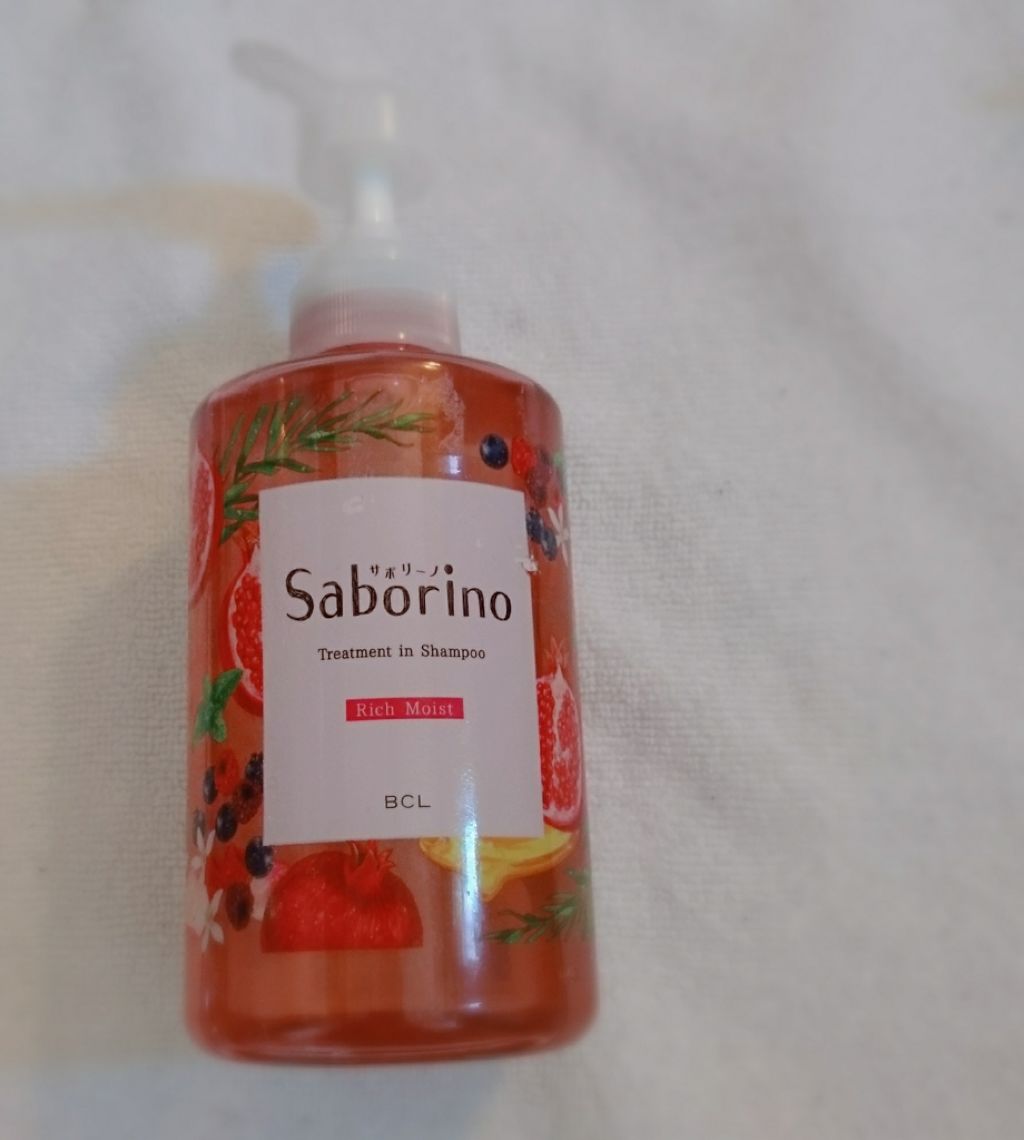 サボリーノ
Saborino
Treatment in Shampoo
Rich Moist
BCL